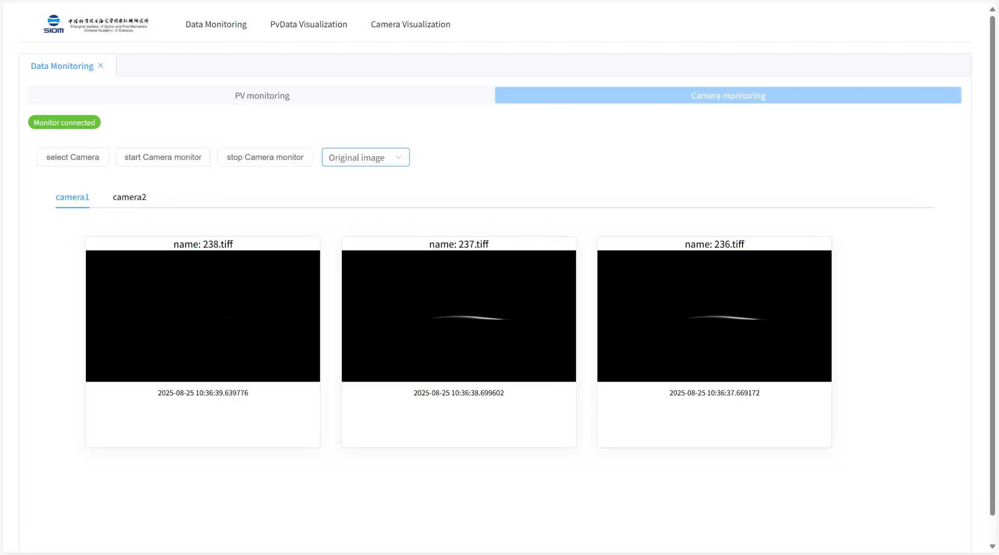 SIOM
中国科学院上海光学精密机械研究所
Shanghai Institute of Optics and Fine Mechanics
Chinese Academy of Sciences
Data Monitoring PvData Visualization Camera Visualization
Data Monitoring
PV monitoring Camera monitoring
Monitor connected
select Camera start Camera monitor stop Camera monitor Original image
camera1 camera2
name: 238.tiff name: 237.tiff name: 236.tiff
2025-08-25 10:36:39.639776 2025-08-25 10:36:38.699602 2025-08-25 10:36:37.669172